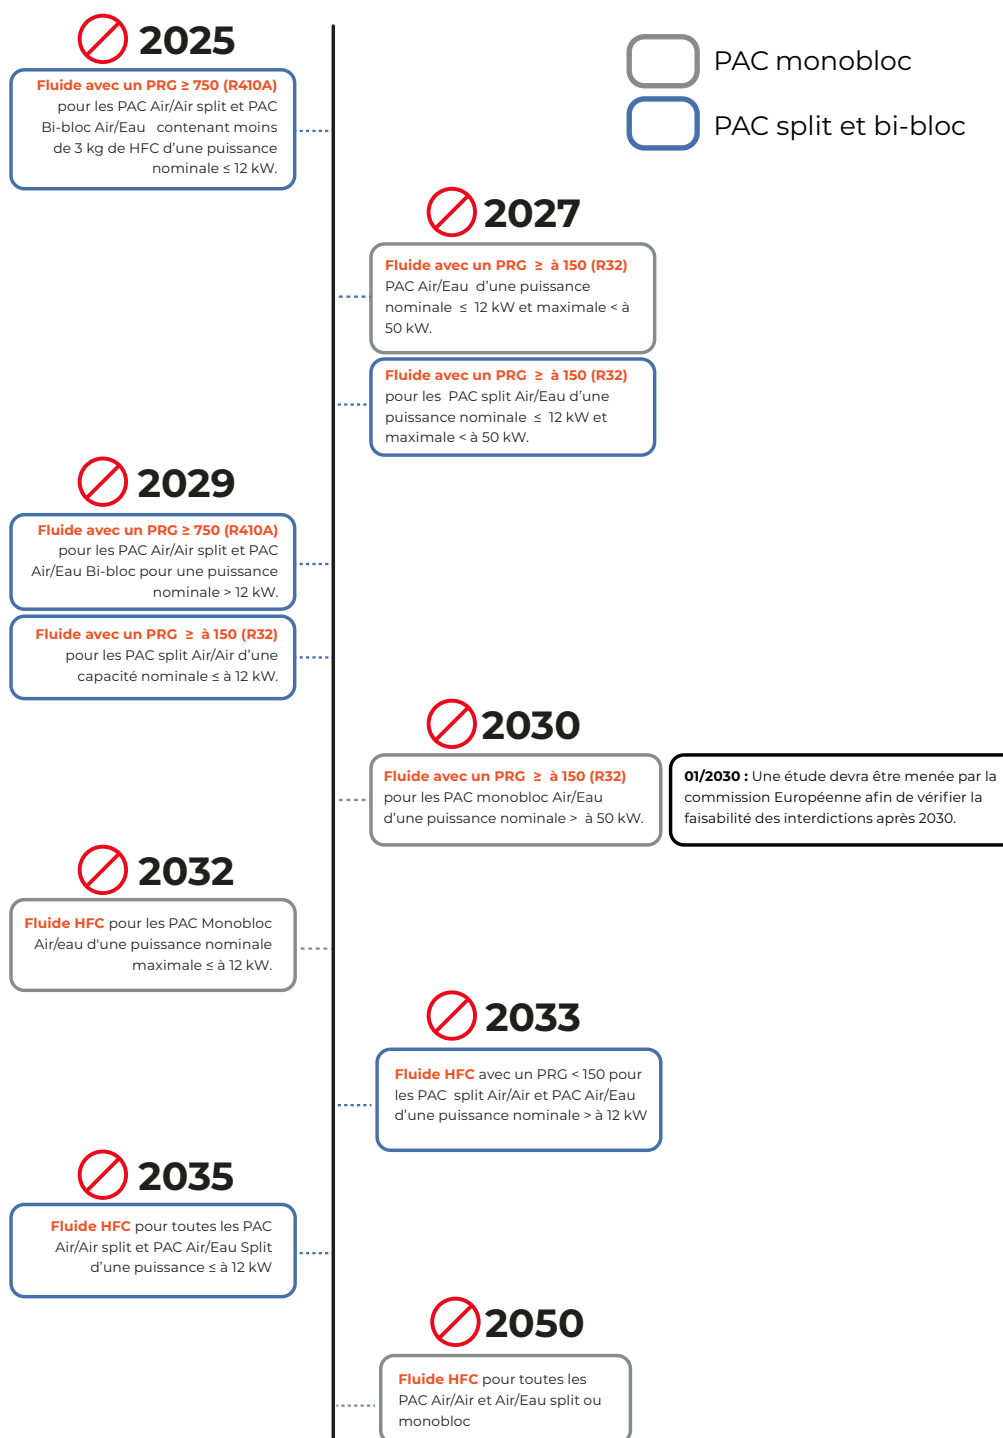 2025
Fluide avec un PRG ≥ 750 (R410A)
pour les PAC Air/Air split et PAC
Bi-bloc Air/Eau contenant moins
de 3 kg de HFC d'une puissance
nominale ≤ 12 kW.
PAC monobloc
PAC split et bi-bloc
2027
Fluide avec un PRG ≥ à 150 (R32)
PAC Air/Eau d'une puissance
nominale ≤ 12 kW et maximale < à
50 kW.
Fluide avec un PRG ≥ à 150 (R32)
pour les PAC split Air/Eau d'une
puissance nominale ≤ 12 kW et
maximale < à 50 kW.
2029
Fluide avec un PRG ≥ 750 (R410A)
pour les PAC Air/Air split et PAC
Air/Eau Bi-bloc pour une puissance
nominale > 12 kW.
Fluide avec un PRG ≥ à 150 (R32)
pour les PAC split Air/Air d'une
capacité nominale ≤ à 12 kW.
2030
Fluide avec un PRG ≥ à 150 (R32)
pour les PAC monobloc Air/Eau
d'une puissance nominale > à 50 kW.
01/2030 : Une étude devra être menée par la
commission Européenne afin de vérifier la
faisabilité des interdictions après 2030.
2032
Fluide HFC pour les PAC Monobloc
Air/eau d'une puissance nominale
maximale ≤ à 12 kW.
2033
Fluide HFC avec un PRG < 150 pour
les PAC split Air/Air et PAC Air/Eau
d'une puissance nominale > à 12 kW
2035
Fluide HFC pour toutes les PAC
Air/Air split et PAC Air/Eau Split
d'une puissance ≤ à 12 kW
2050
Fluide HFC pour toutes les
PAC Air/Air et Air/Eau split ou
monobloc